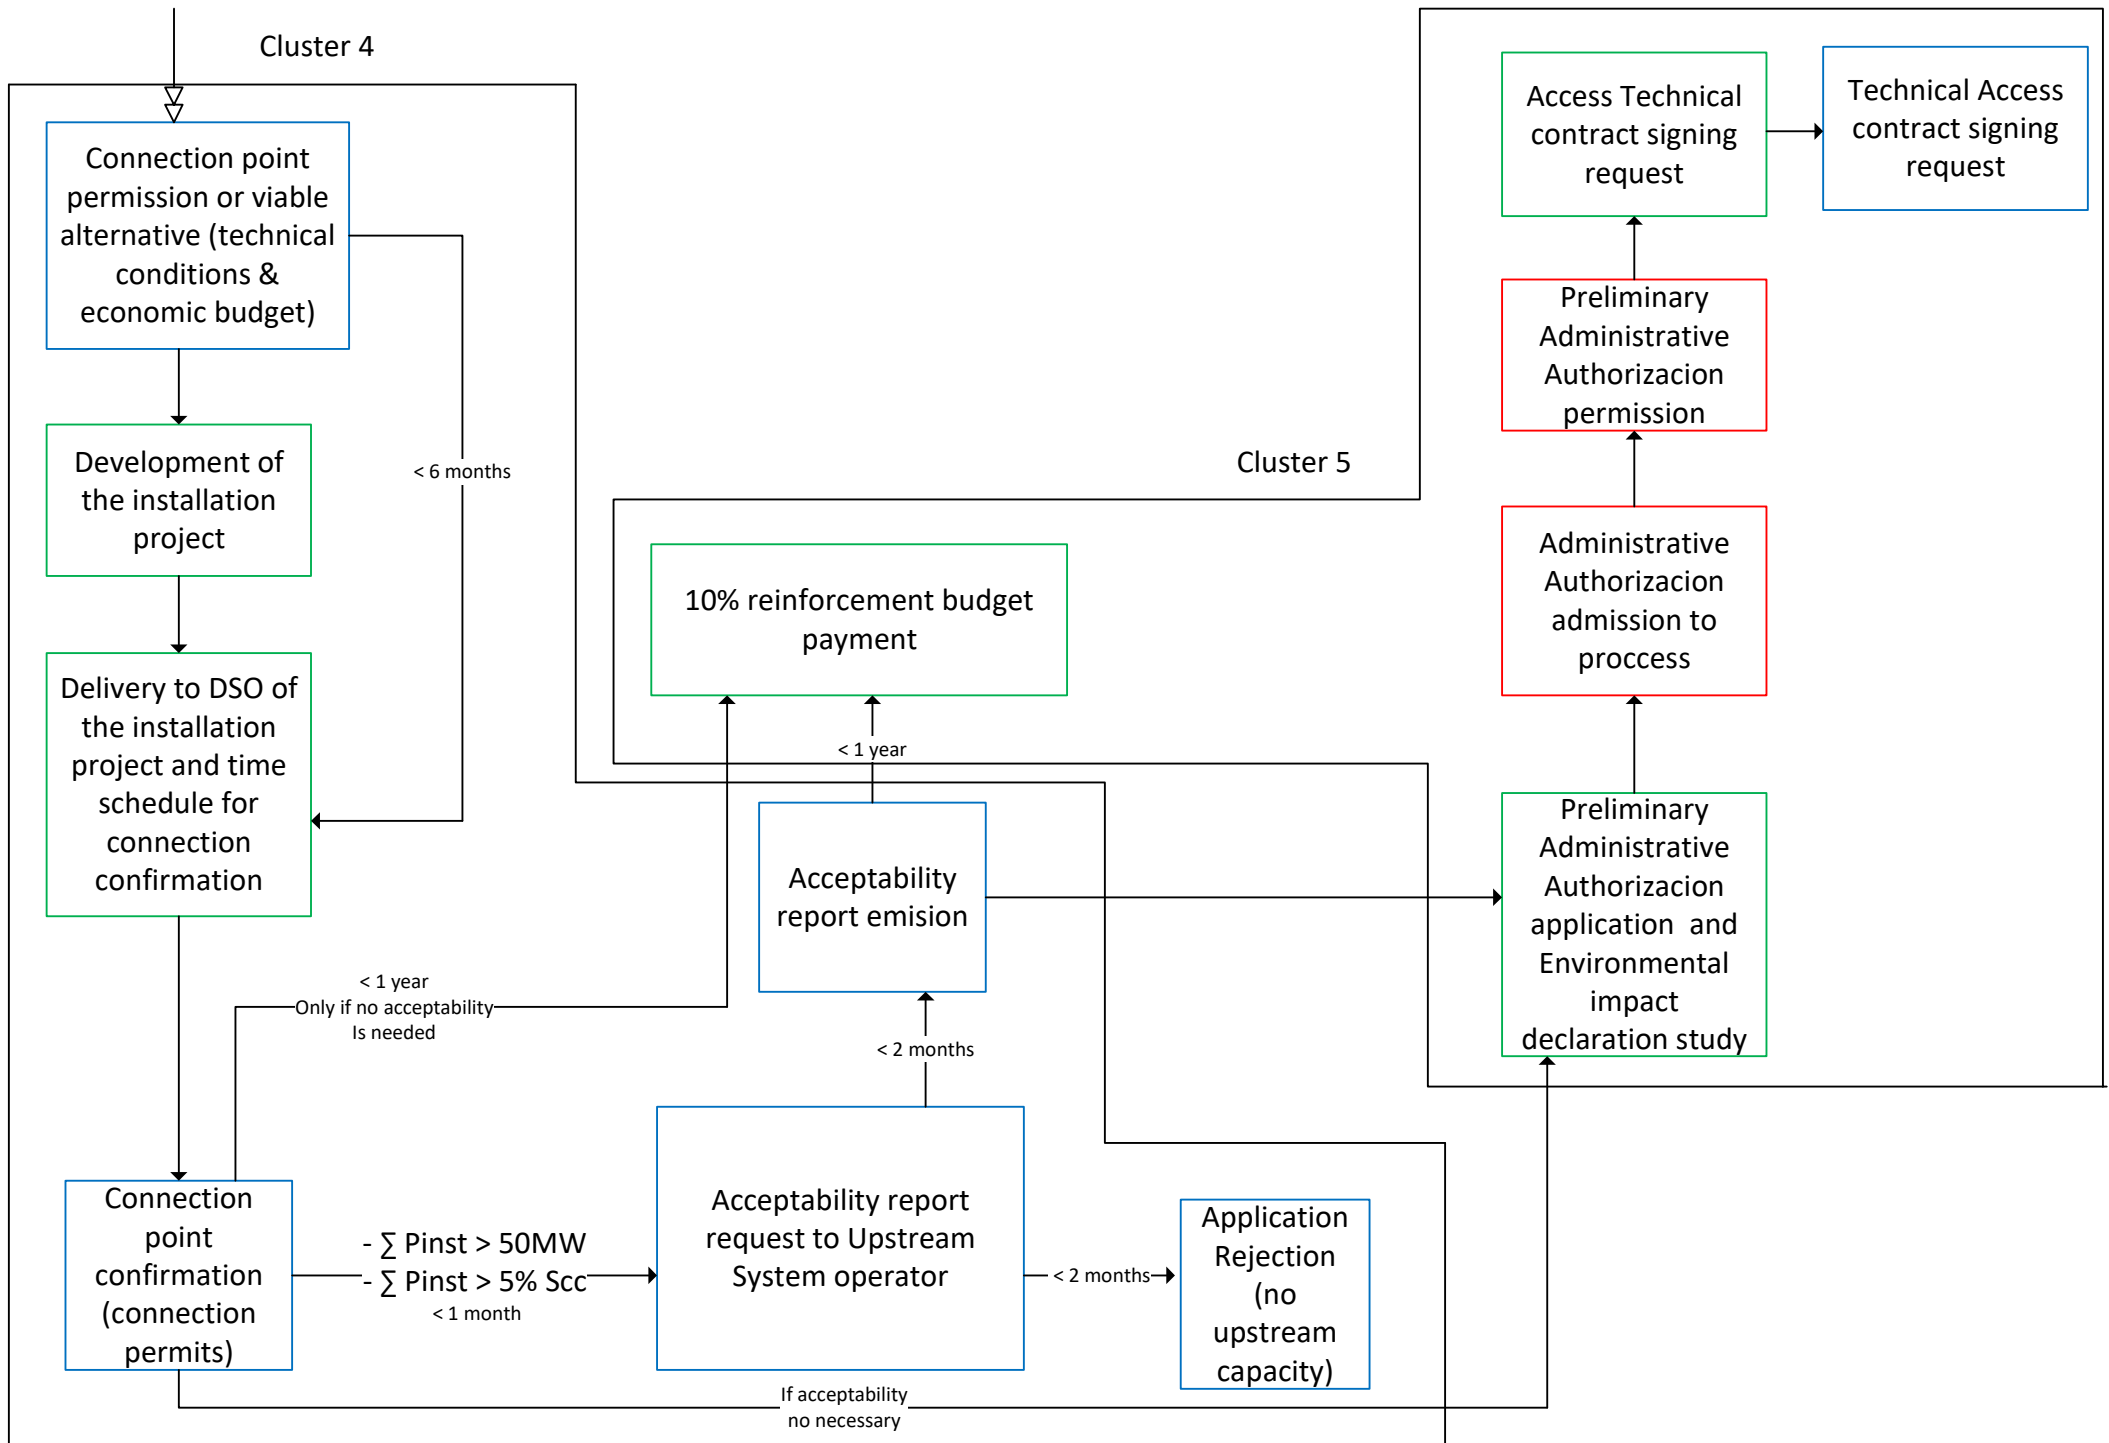 Cluster 4
Connection point
permission or viable
alternative (technical
conditions &
economic budget)
< 6 months
Development of
the installation
project
Delivery to DSO of
the installation
project and time
schedule for
connection
confirmation
< 1 year
Only if no acceptability
Is needed
Connection
point
confirmation
(connection
permits)
- ∑ Pinst > 50MW
- ∑ Pinst > 5% Scc
< 1 month
Acceptability report
request to Upstream
System operator
< 2 months
Application
Rejection
(no
upstream
capacity)
< 2 months
Acceptability
report emision
< 1 year
If acceptability
no necessary
Cluster 5
10% reinforcement budget
payment
Preliminary
Administrative
Authorizacion
application and
Environmental
impact
declaration study
Administrative
Authorizacion
admission to
proccess
Preliminary
Administrative
Authorizacion
permission
Access Technical
contract signing
request
Technical Access
contract signing
request